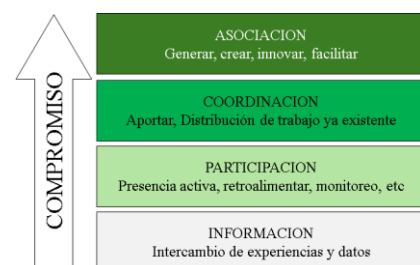 COMPROMISO
ASOCIACION
Generar, crear, innovar, facilitar
COORDINACION
Aportar, Distribución de trabajo ya existente
PARTICIPACION
Presencia activa, retroalimentar, monitoreo, etc
INFORMACION
Intercambio de experiencias y datos